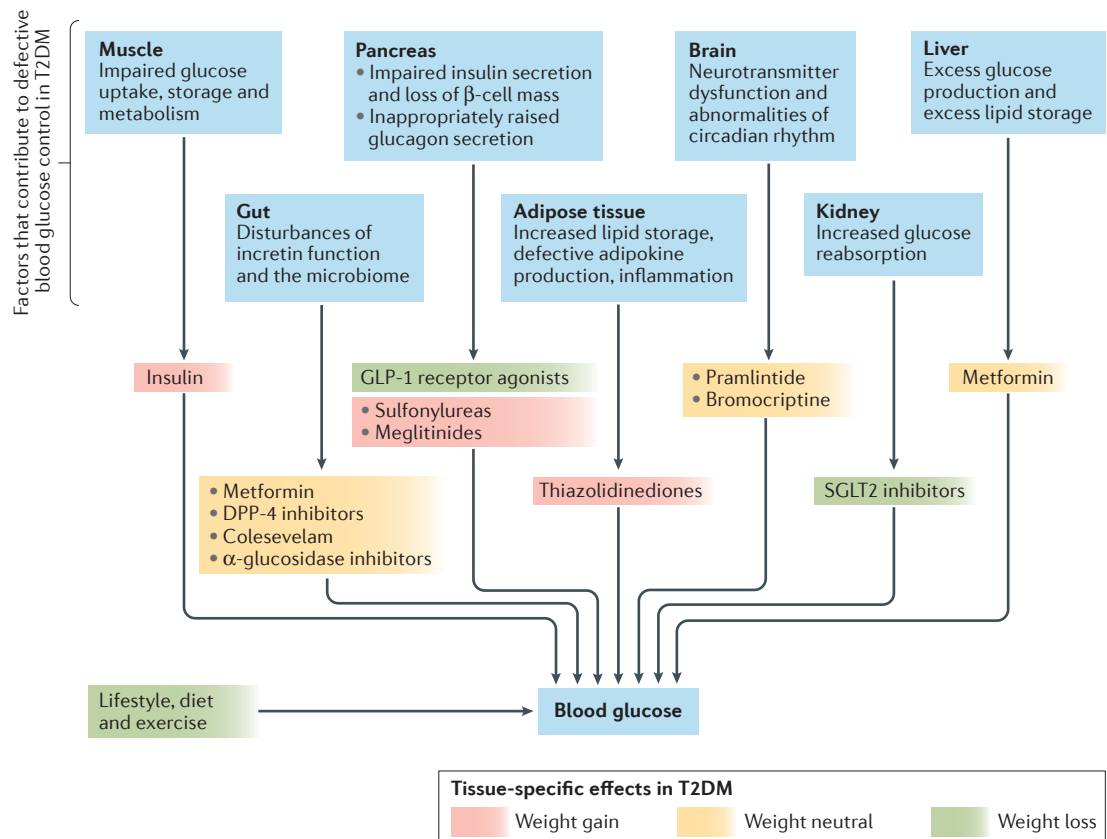 Factors that contribute to defective
blood glucose control in T2DM
Muscle
Impaired glucose
uptake, storage and
metabolism
Pancreas
• Impaired insulin secretion
and loss of β-cell mass
• Inappropriately raised
glucagon secretion
Brain
Neurotransmitter
dysfunction and
abnormalities of
circadian rhythm
Liver
Excess glucose
production and
excess lipid storage
Gut
Disturbances of
incretin function
and the microbiome
Adipose tissue
Increased lipid storage,
defective adipokine
production, inflammation
Kidney
Increased glucose
reabsorption
Insulin
GLP-1 receptor agonists
• Sulfonylureas
• Meglitinides
• Pramlintide
• Bromocriptine
Metformin
• Metformin
• DPP-4 inhibitors
• Colesevelam
• α-glucosidase inhibitors
Thiazolidinediones
SGLT2 inhibitors
Lifestyle, diet
and exercise
Blood glucose
Tissue-specific effects in T2DM
Weight gain
Weight neutral
Weight loss